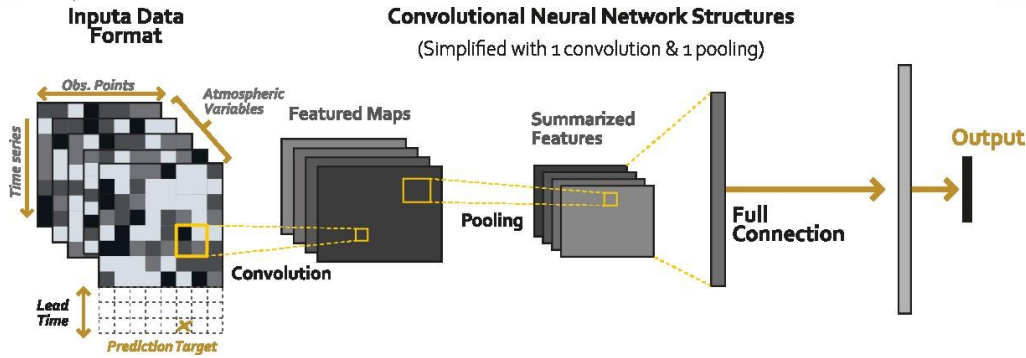 Inputa Data
Format
Convolutional Neural Network Structures
(Simplified with 1 convolution & 1 pooling)
Obs. Points
Atmospheric
Variables
Time series
Featured Maps
Summarized
Features
Output
Pooling
Full
Connection
Convolution
Lead
Time
Prediction Target